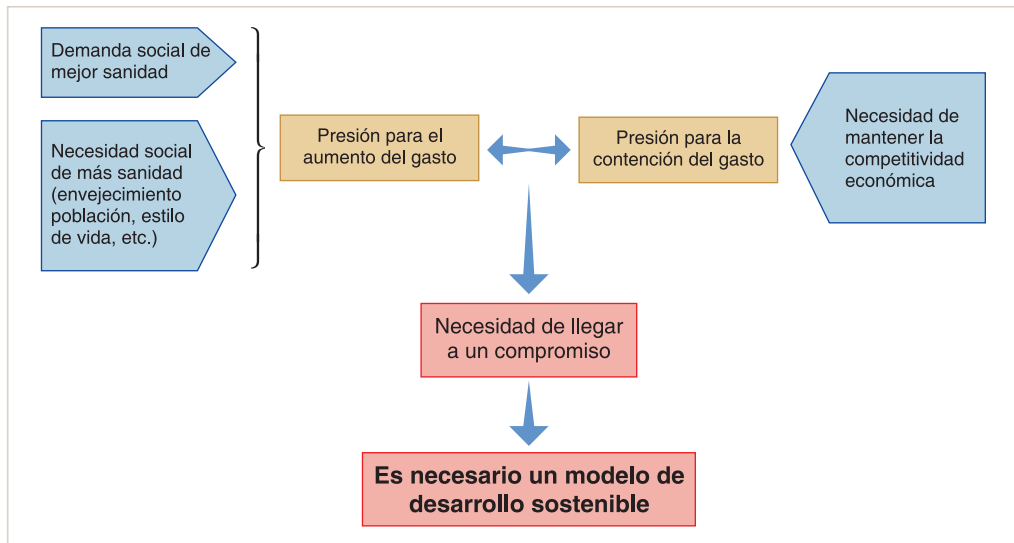 Demanda social de
mejor sanidad
Necesidad social
de más sanidad
(envejecimiento
población, estilo
de vida, etc.)
Presión para el
aumento del gasto
Presión para la
contención del gasto
Necesidad de
mantener la
competitividad
económica
Necesidad de llegar
a un compromiso
Es necesario un modelo de
desarrollo sostenible